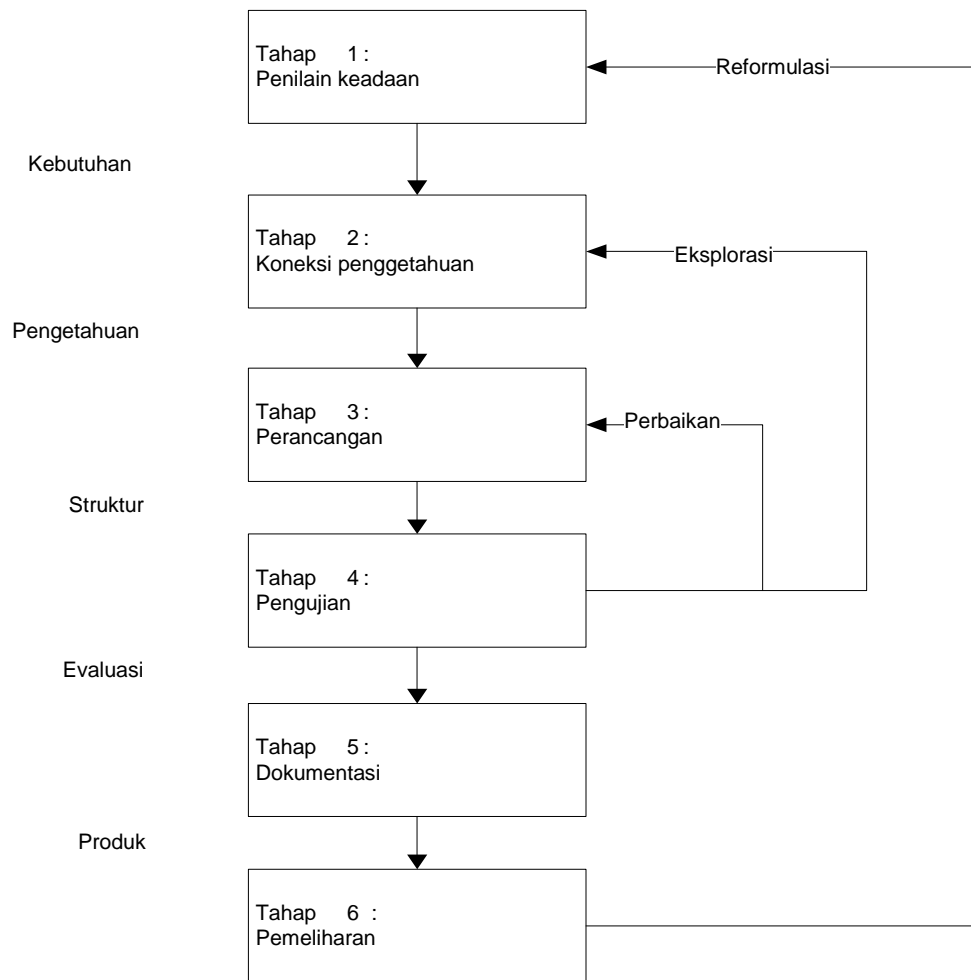 Tahap 1 :
Penilain keadaan
Reformulasi
Kebutuhan
Tahap 2 :
Koneksi penggetahuan
Eksplorasi
Pengetahuan
Tahap 3 :
Perancangan
Perbaikan
Struktur
Tahap 4 :
Pengujian
Evaluasi
Tahap 5 :
Dokumentasi
Produk
Tahap 6 :
Pemeliharan